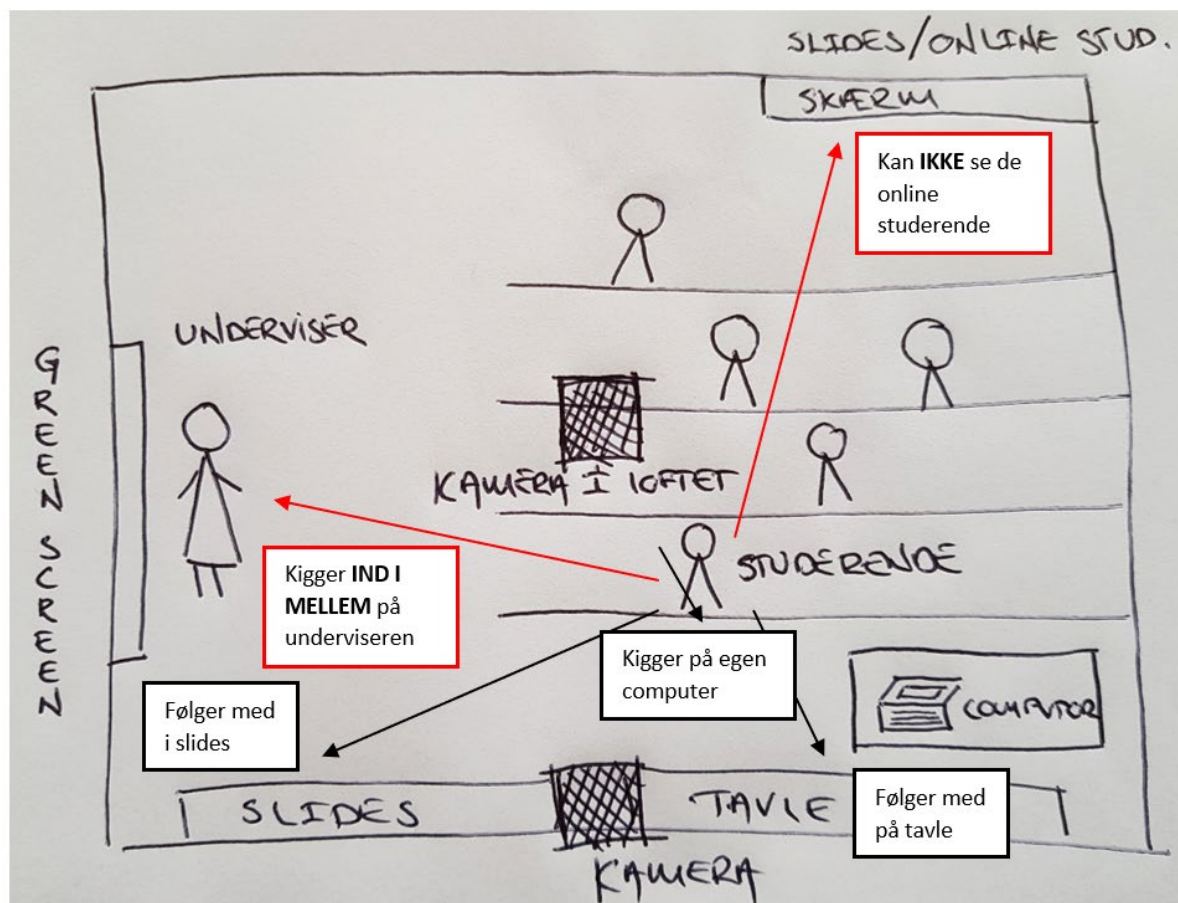 SLIDES/ONLINE STUD.
SKÆRM
Kan IKKE se de
online
studerende
UNDERVISER
GREEN SCREEN
KAMERA I LOFTET
Kigger IND I
MELLEM på
underviseren
STUDERENDE
Kigger på egen
computer
Følger med
i slides
COMPUTOR
SLIDES
TAVLE
Følger med
på tavle
KAMERA